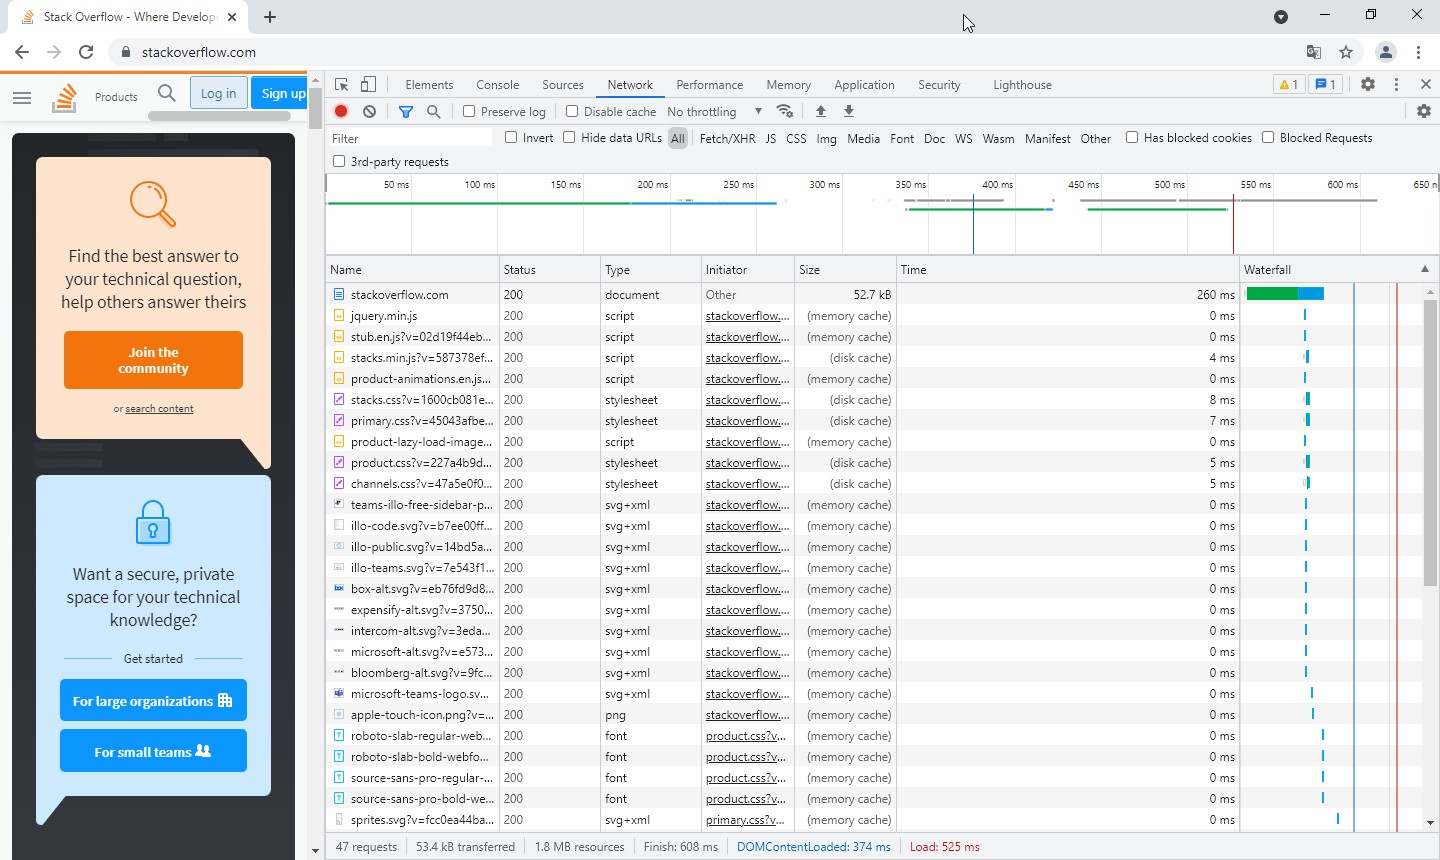 Stack Overflow - Where Develope
stackoverflow.com
Products
Log in
Sign up
Find the best answer to
your technical question,
help others answer theirs
Join the
community
or search content
Want a secure, private
space for your technical
knowledge?
Get started
For large organizations
For small teams
Elements Console Sources Network Performance Memory Application Security Lighthouse 1 1
Preserve log Disable cache No throttling
Filter Invert Hide data URLs All Fetch/XHR JS CSS Img Media Font Doc WS Wasm Manifest Other Has blocked cookies Blocked Requests
3rd-party requests
50 ms 100 ms 150 ms 200 ms 250 ms 300 ms 350 ms 400 ms 450 ms 500 ms 550 ms 600 ms 650 n
Name Status Type Initiator Size Time Waterfall
stackoverflow.com 200 document Other 52.7 kB 260 ms
jquery.min.js 200 script stackoverflow.... (memory cache) 0 ms
stub.en.js?v=02d19f44eb... 200 script stackoverflow.... (memory cache) 0 ms
stacks.min.js?v=587378ef... 200 script stackoverflow.... (disk cache) 4 ms
product-animations.en.js... 200 script stackoverflow.... (memory cache) 0 ms
stacks.css?v=1600cb081e... 200 stylesheet stackoverflow.... (disk cache) 8 ms
primary.css?v=45043afbe... 200 stylesheet stackoverflow.... (disk cache) 7 ms
product-lazy-load-image... 200 script stackoverflow.... (memory cache) 0 ms
product.css?v=227a4b9d... 200 stylesheet stackoverflow.... (disk cache) 5 ms
channels.css?v=47a5e0f0... 200 stylesheet stackoverflow.... (disk cache) 5 ms
teams-illo-free-sidebar-p... 200 svg+xml stackoverflow.... (memory cache) 0 ms
illo-code.svg?v=b7ee00ff... 200 svg+xml stackoverflow.... (memory cache) 0 ms
illo-public.svg?v=14bd5a... 200 svg+xml stackoverflow.... (memory cache) 0 ms
illo-teams.svg?v=7e543f1... 200 svg+xml stackoverflow.... (memory cache) 0 ms
box-alt.svg?v=eb76fd9d8... 200 svg+xml stackoverflow.... (memory cache) 0 ms
expensify-alt.svg?v=3750... 200 svg+xml stackoverflow.... (memory cache) 0 ms
intercom-alt.svg?v=3eda... 200 svg+xml stackoverflow.... (memory cache) 0 ms
microsoft-alt.svg?v=e573... 200 svg+xml stackoverflow.... (memory cache) 0 ms
bloomberg-alt.svg?v=9fc... 200 svg+xml stackoverflow.... (memory cache) 0 ms
microsoft-teams-logo.sv... 200 svg+xml stackoverflow.... (memory cache) 0 ms
apple-touch-icon.png?v=... 200 png stackoverflow.... (memory cache) 0 ms
roboto-slab-regular-web... 200 font product.css?v... (memory cache) 0 ms
roboto-slab-bold-webfo... 200 font product.css?v... (memory cache) 0 ms
source-sans-pro-regular-... 200 font product.css?v... (memory cache) 0 ms
source-sans-pro-bold-we... 200 font product.css?v... (memory cache) 0 ms
sprites.svg?v=fcc0ea44ba... 200 svg+xml primary.css?v... (memory cache) 0 ms
47 requests 53.4 kB transferred 1.8 MB resources Finish: 608 ms DOMContentLoaded: 374 ms Load: 525 ms